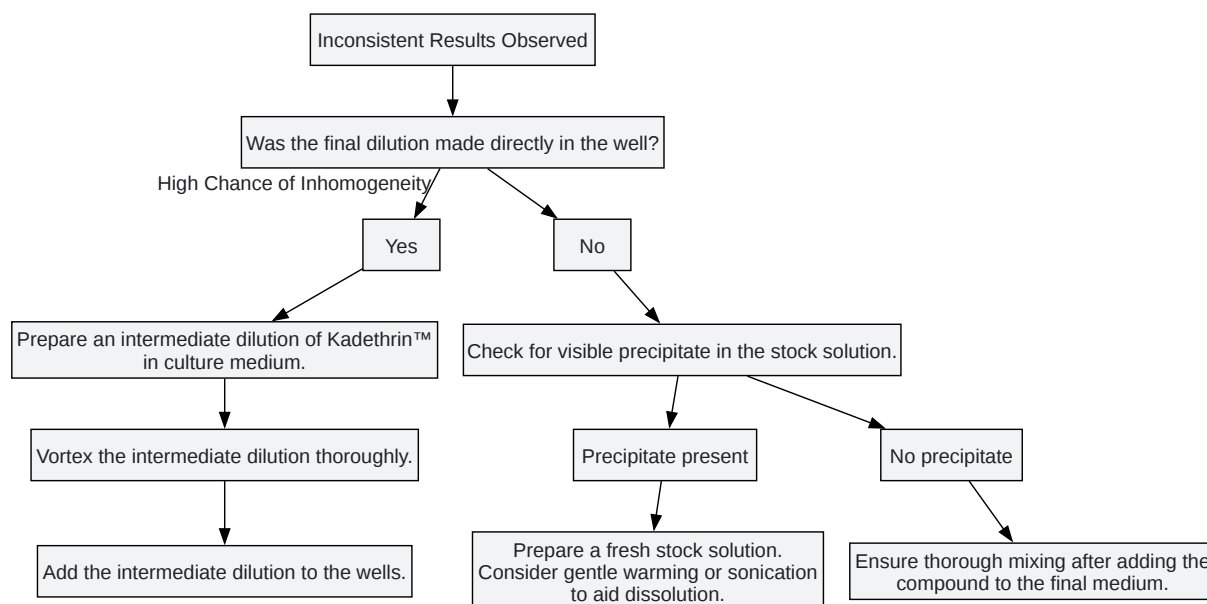 Inconsistent Results Observed
Was the final dilution made directly in the well?
High Chance of Inhomogeneity
Yes
No
Prepare an intermediate dilution of Kadethrin™
in culture medium.
Check for visible precipitate in the stock solution.
Vortex the intermediate dilution thoroughly.
Precipitate present
No precipitate
Add the intermediate dilution to the wells.
Prepare a fresh stock solution.
Consider gentle warming or sonication
to aid dissolution.
Ensure thorough mixing after adding the
compound to the final medium.